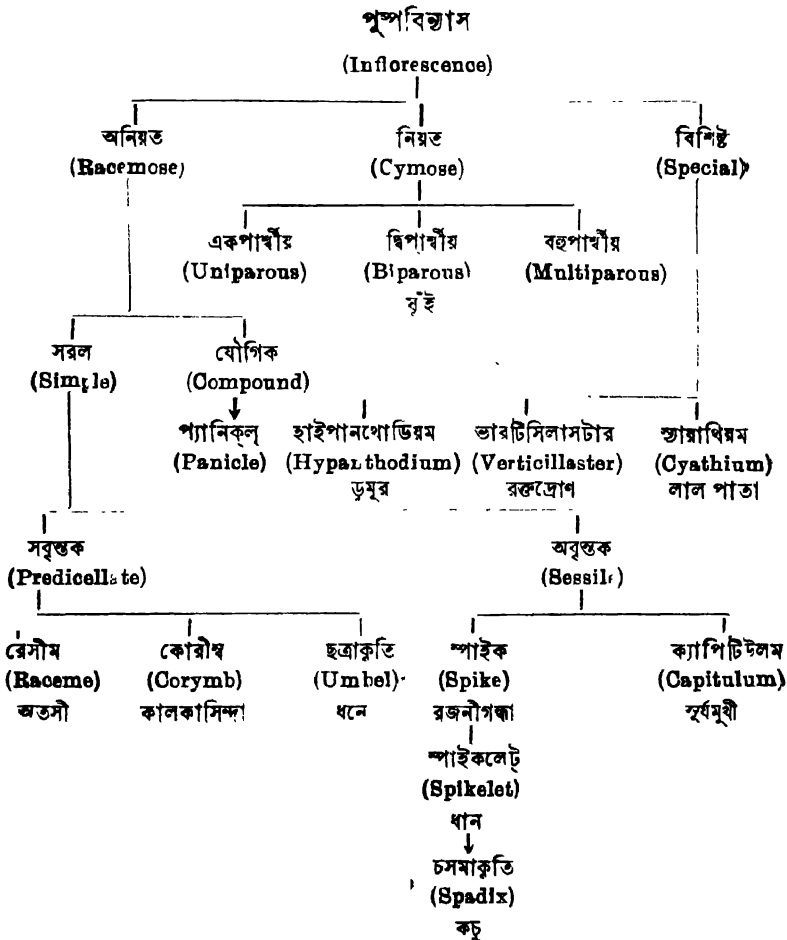 পুষ্পবিন্যাস
(Inflorescence)
অনিয়ত নিয়ত বিশিষ্ট
(Racemose) (Cymose) (Special)
একপার্শ্বীয় দ্বিপার্শ্বীয় বহুপার্শ্বীয়
(Uniparous) (Biparous) (Multiparous)
যুঁই
সরল যৌগিক
(Simple) (Compound)
প্যানিক্‌ল্ হাইপানথোডিয়ম ভারটিসিলাসটার স্যায়াথিয়ম
(Panicle) (Hypanthodium) (Verticillaster) (Cyathium)
ডুমুর রক্তদ্রোণ লাল পাতা
সবৃন্তক অবৃন্তক
(Predicellate) (Sessile)
রেসীম কোরীম্ব ছত্রাকৃতি স্পাইক ক্যাপিটিউলম
(Raceme) (Corymb) (Umbel) (Spike) (Capitulum)
অতসী কালকাসিন্দা ধনে রজনীগন্ধা সূর্যমুখী
স্পাইকলেট্
(Spikelet)
ধান
চসমাকৃতি
(Spadix)
কচু